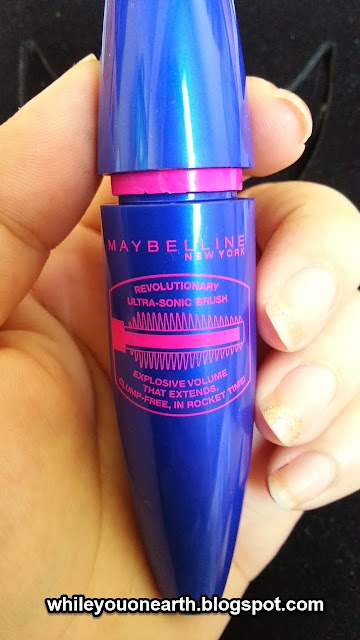 MAYBELLINE
NEW YORK
REVOLUTIONARY
ULTRA-SONIC BRUSH
EXPLOSIVE VOLUME
THAT EXTENDS,
CLUMP-FREE, IN ROCKET TIME!
whileyouonearth.blogspot.com